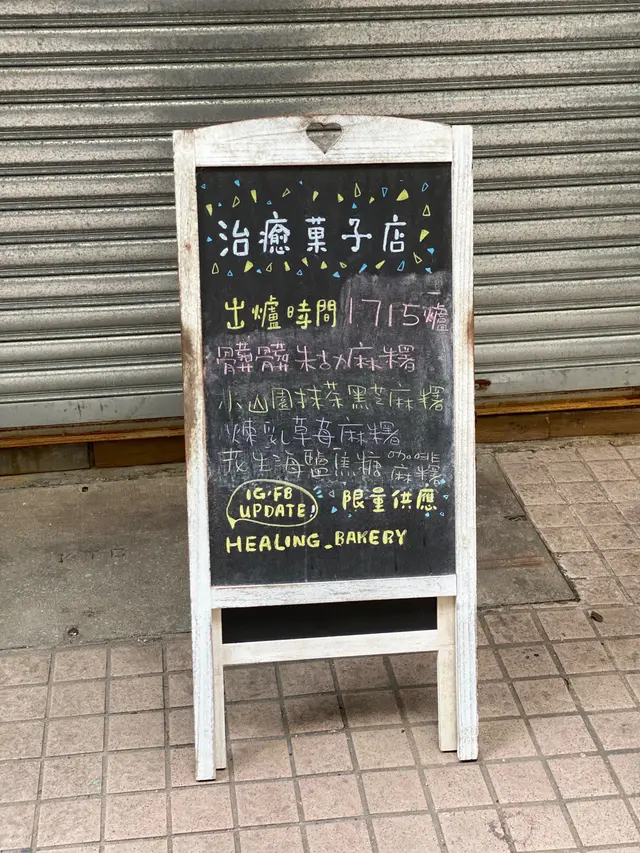 治癒菓子店
出爐時間1715爐
髒髒朱古力麻糬
小山園抹茶黑芝麻糬
煉乳草莓麻糬
花生海鹽焦糖咖啡麻糬
IG/FB UPDATE!
限量供應
HEALING_BAKERY